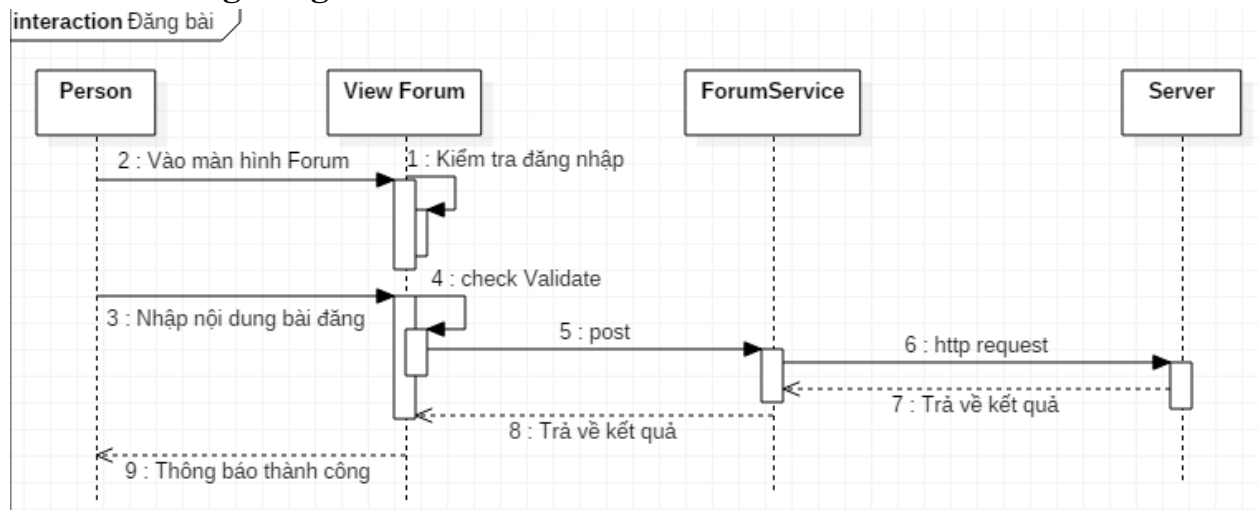 interaction Đăng bài
Person
View Forum
ForumService
Server
2 : Vào màn hình Forum
1 : Kiểm tra đăng nhập
4 : check Validate
3 : Nhập nội dung bài đăng
5 : post
6 : http request
7 : Trả về kết quả
8 : Trả về kết quả
9 : Thông báo thành công